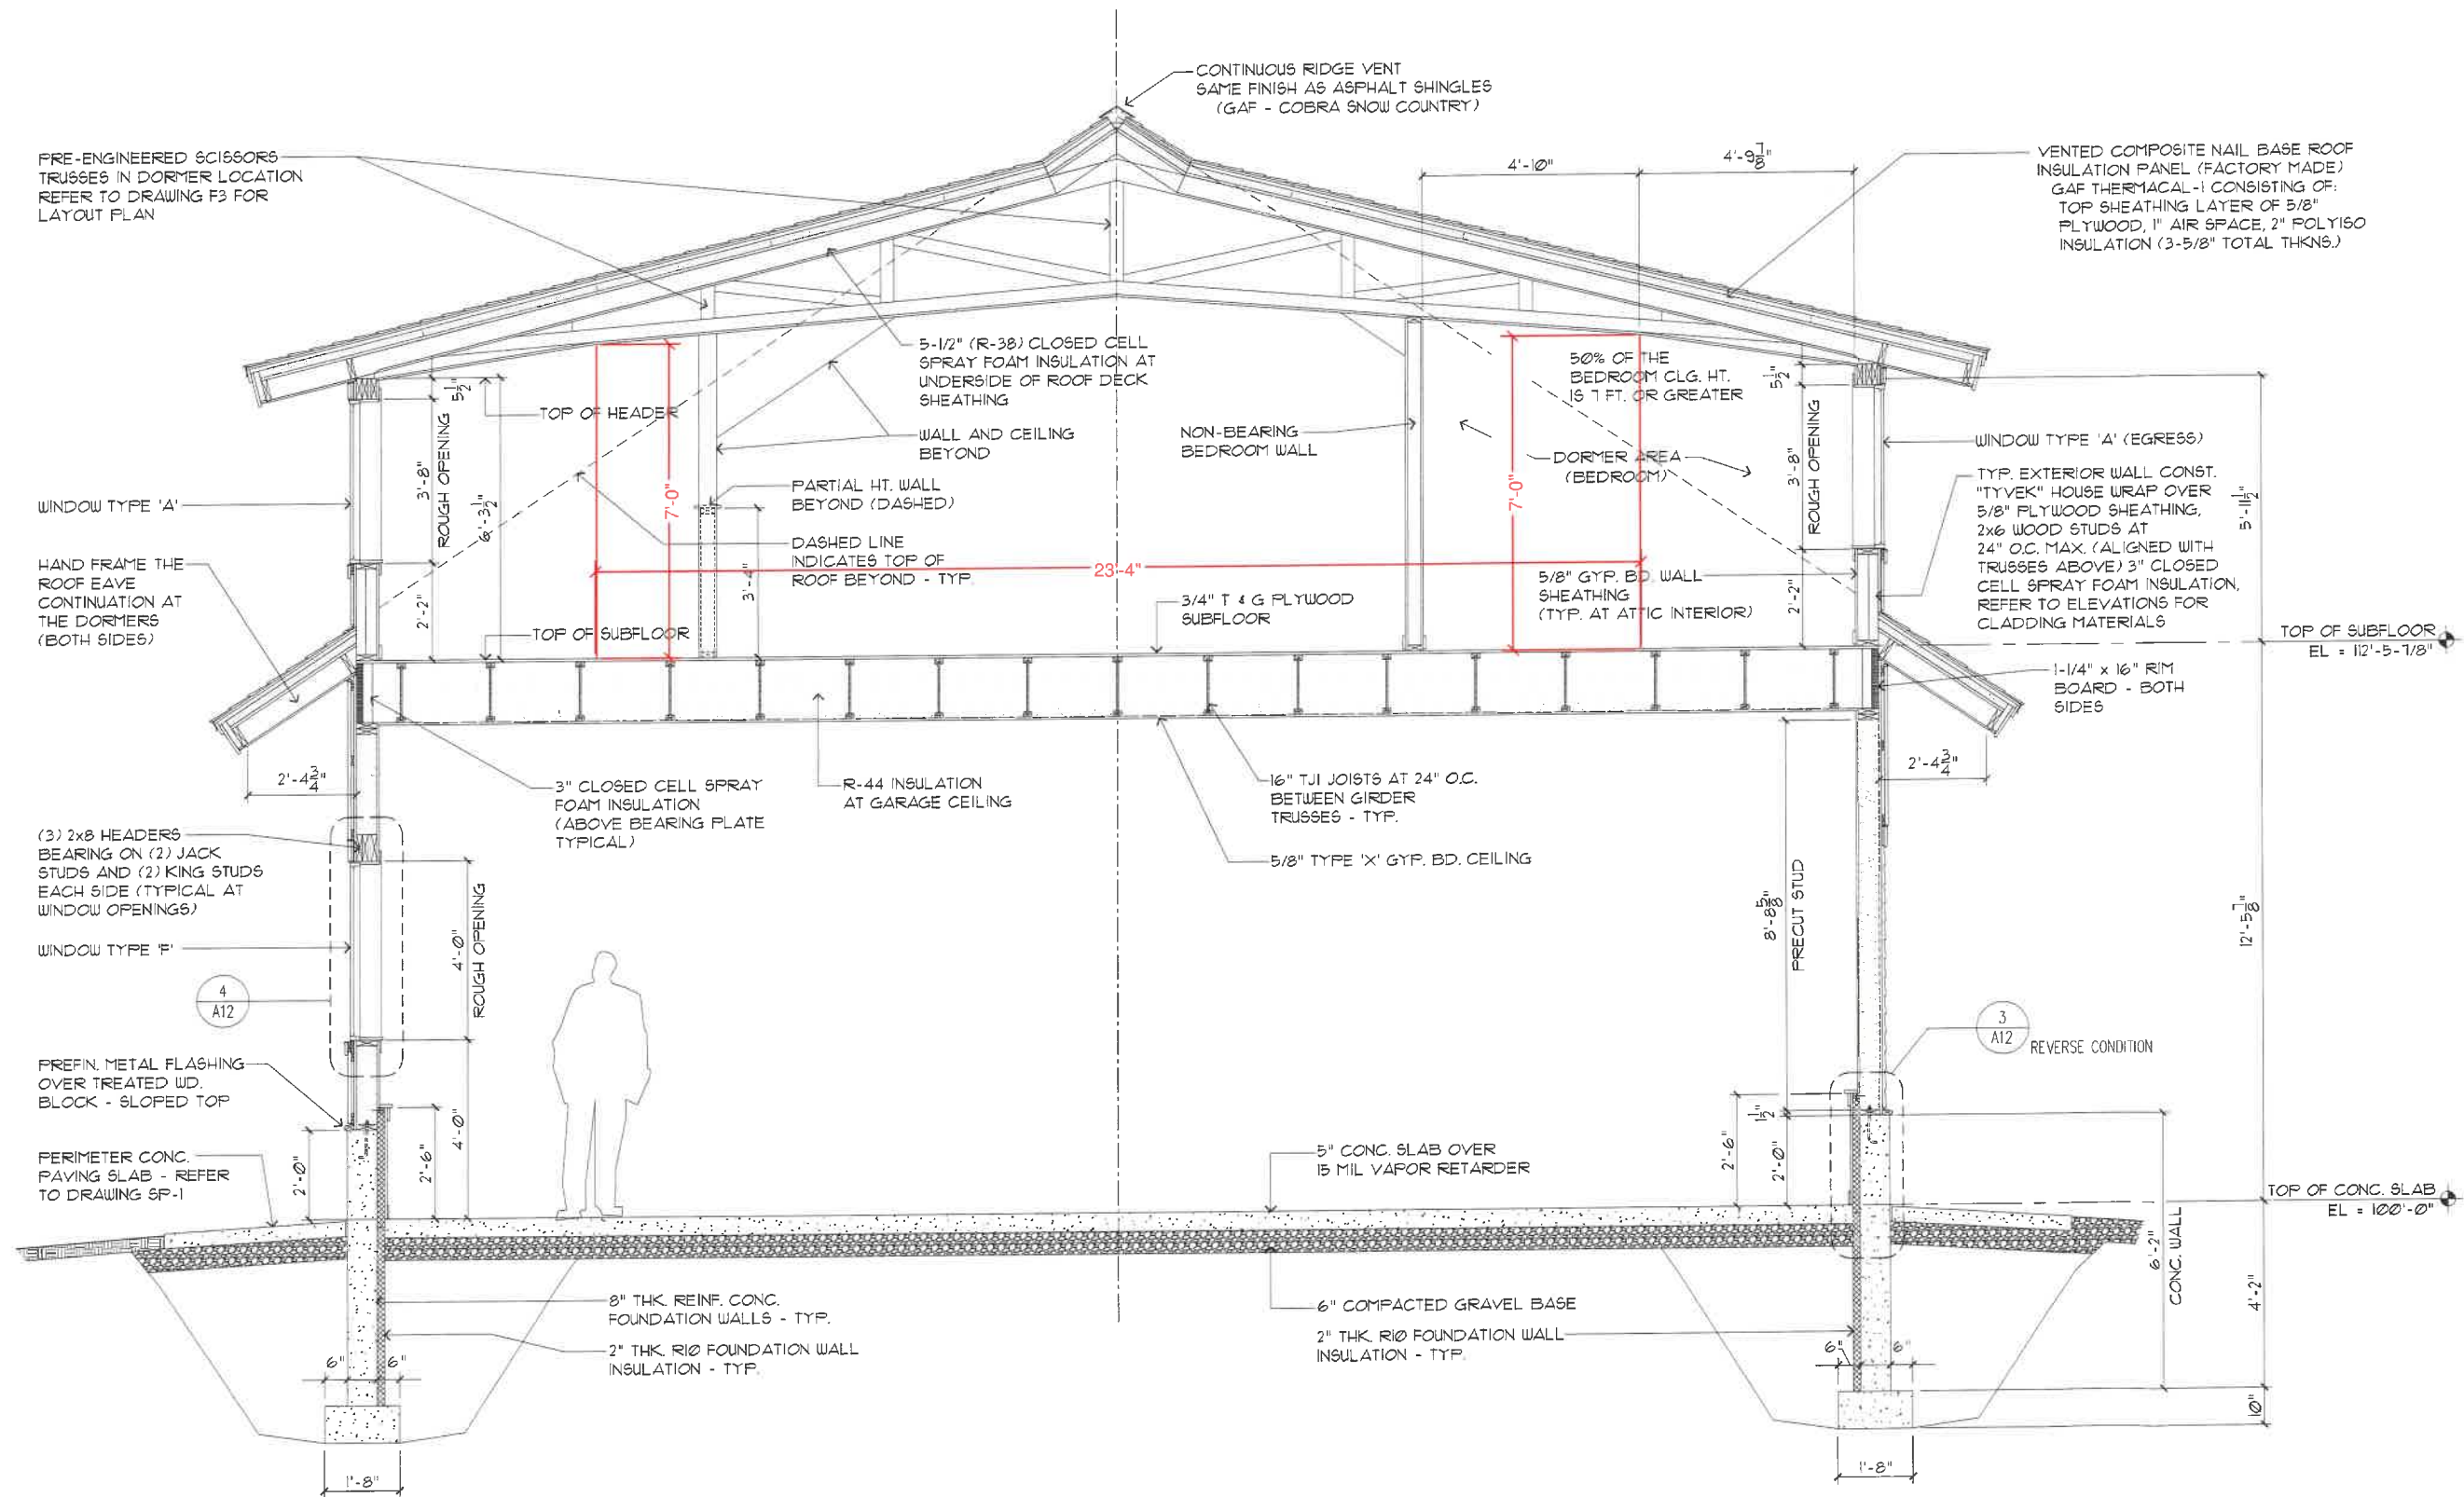 CONTINUOUS RIDGE VENT
SAME FINISH AS ASPHALT SHINGLES
(GAF - COBRA SNOW COUNTRY)
PRE-ENGINEERED SCISSORS
TRUSSES IN DORMER LOCATION
REFER TO DRAWING F3 FOR
LAYOUT PLAN
4'-10"
4'-9 7/8"
VENTED COMPOSITE NAIL BASE ROOF
INSULATION PANEL (FACTORY MADE)
GAF THERMACAL-1 CONSISTING OF:
TOP SHEATHING LAYER OF 5/8"
PLYWOOD, 1" AIR SPACE, 2" POLYISO
INSULATION (3-5/8" TOTAL THKNS.)
5-1/2" (R-38) CLOSED CELL
SPRAY FOAM INSULATION AT
UNDERSIDE OF ROOF DECK
SHEATHING
50% OF THE
BEDROOM CLG. HT.
IS 7 FT. OR GREATER
5 1/2"
5 1/2"
TOP OF HEADER
WALL AND CEILING
BEYOND
NON-BEARING
BEDROOM WALL
DORMER AREA
(BEDROOM)
WINDOW TYPE 'A' (EGRESS)
3'-8"
ROUGH OPENING
6'-3 1/2"
7'-0"
7'-0"
3'-8"
ROUGH OPENING
5'-11 1/2"
WINDOW TYPE 'A'
PARTIAL HT. WALL
BEYOND (DASHED)
TYP. EXTERIOR WALL CONST.
"TYVEK" HOUSE WRAP OVER
5/8" PLYWOOD SHEATHING,
2x6 WOOD STUDS AT
24" O.C. MAX. (ALIGNED WITH
TRUSSES ABOVE) 3" CLOSED
CELL SPRAY FOAM INSULATION,
REFER TO ELEVATIONS FOR
CLADDING MATERIALS
HAND FRAME THE
ROOF EAVE
CONTINUATION AT
THE DORMERS
(BOTH SIDES)
DASHED LINE
INDICATES TOP OF
ROOF BEYOND - TYP.
23'-4"
3'-4"
2'-2"
2'-2"
5/8" GYP. BD. WALL
SHEATHING
(TYP. AT ATTIC INTERIOR)
3/4" T & G PLYWOOD
SUBFLOOR
TOP OF SUBFLOOR
TOP OF SUBFLOOR
EL = 112'-5-7/8"
1-1/4" x 16" RIM
BOARD - BOTH
SIDES
2'-4 3/4"
2'-4 3/4"
3" CLOSED CELL SPRAY
FOAM INSULATION
(ABOVE BEARING PLATE
TYPICAL)
R-44 INSULATION
AT GARAGE CEILING
16" TJI JOISTS AT 24" O.C.
BETWEEN GIRDER
TRUSSES - TYP.
5/8" TYPE 'X' GYP. BD. CEILING
(3) 2x8 HEADERS
BEARING ON (2) JACK
STUDS AND (2) KING STUDS
EACH SIDE (TYPICAL AT
WINDOW OPENINGS)
WINDOW TYPE 'F'
4'-0"
ROUGH OPENING
8'-8 5/8"
PRECUT STUD
12'-5 7/8"
4
A12
3
A12
REVERSE CONDITION
PREFIN. METAL FLASHING
OVER TREATED WD.
BLOCK - SLOPED TOP
PERIMETER CONC.
PAVING SLAB - REFER
TO DRAWING SP-1
2'-0"
2'-6"
4'-0"
5" CONC. SLAB OVER
15 MIL VAPOR RETARDER
2'-6"
1 1/2"
2'-0"
TOP OF CONC. SLAB
EL = 100'-0"
6'-2"
CONC. WALL
4'-2"
10"
8" THK. REINF. CONC.
FOUNDATION WALLS - TYP.
2" THK. R10 FOUNDATION WALL
INSULATION - TYP.
6" COMPACTED GRAVEL BASE
2" THK. R10 FOUNDATION WALL
INSULATION - TYP.
6"
6"
6"
6"
1'-8"
1'-8"